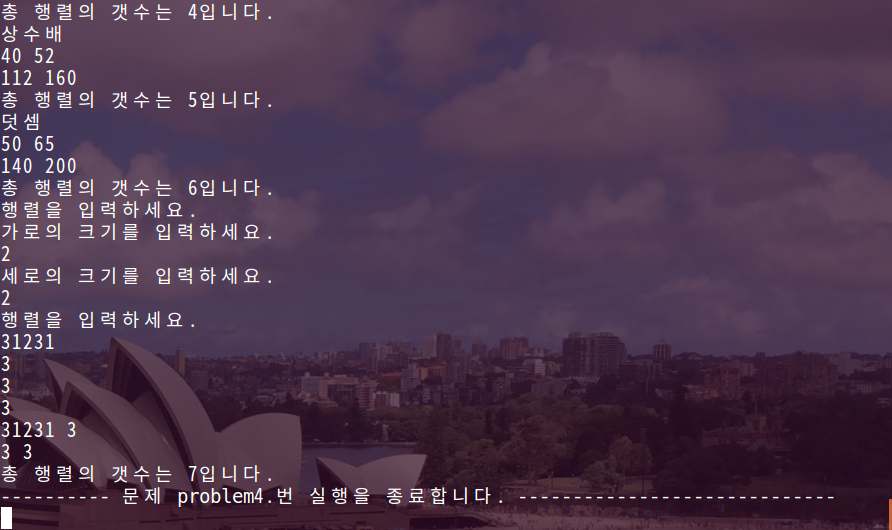 총 행렬의 갯수는 4입니다.
상수배
40 52
112 160
총 행렬의 갯수는 5입니다.
덧셈
50 65
140 200
총 행렬의 갯수는 6입니다.
행렬을 입력하세요.
가로의 크기를 입력하세요.
2
세로의 크기를 입력하세요.
2
행렬을 입력하세요.
31231
3
3
3
31231 3
3 3
총 행렬의 갯수는 7입니다.
---------- 문제 problem4.번 실행을 종료합니다. -----------------------------